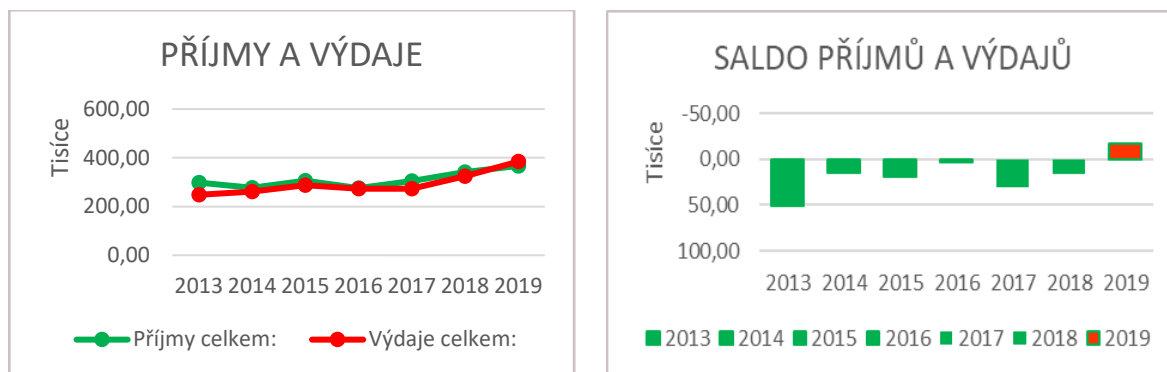 PŘÍJMY A VÝDAJE
Tisíce
600,00
400,00
200,00
0,00
2013 2014 2015 2016 2017 2018 2019
Příjmy celkem: Výdaje celkem:
SALDO PŘÍJMŮ A VÝDAJŮ
Tisíce
-50,00
0,00
50,00
100,00
2013 2014 2015 2016 2017 2018 2019
2013 2014 2015 2016 2017 2018 2019